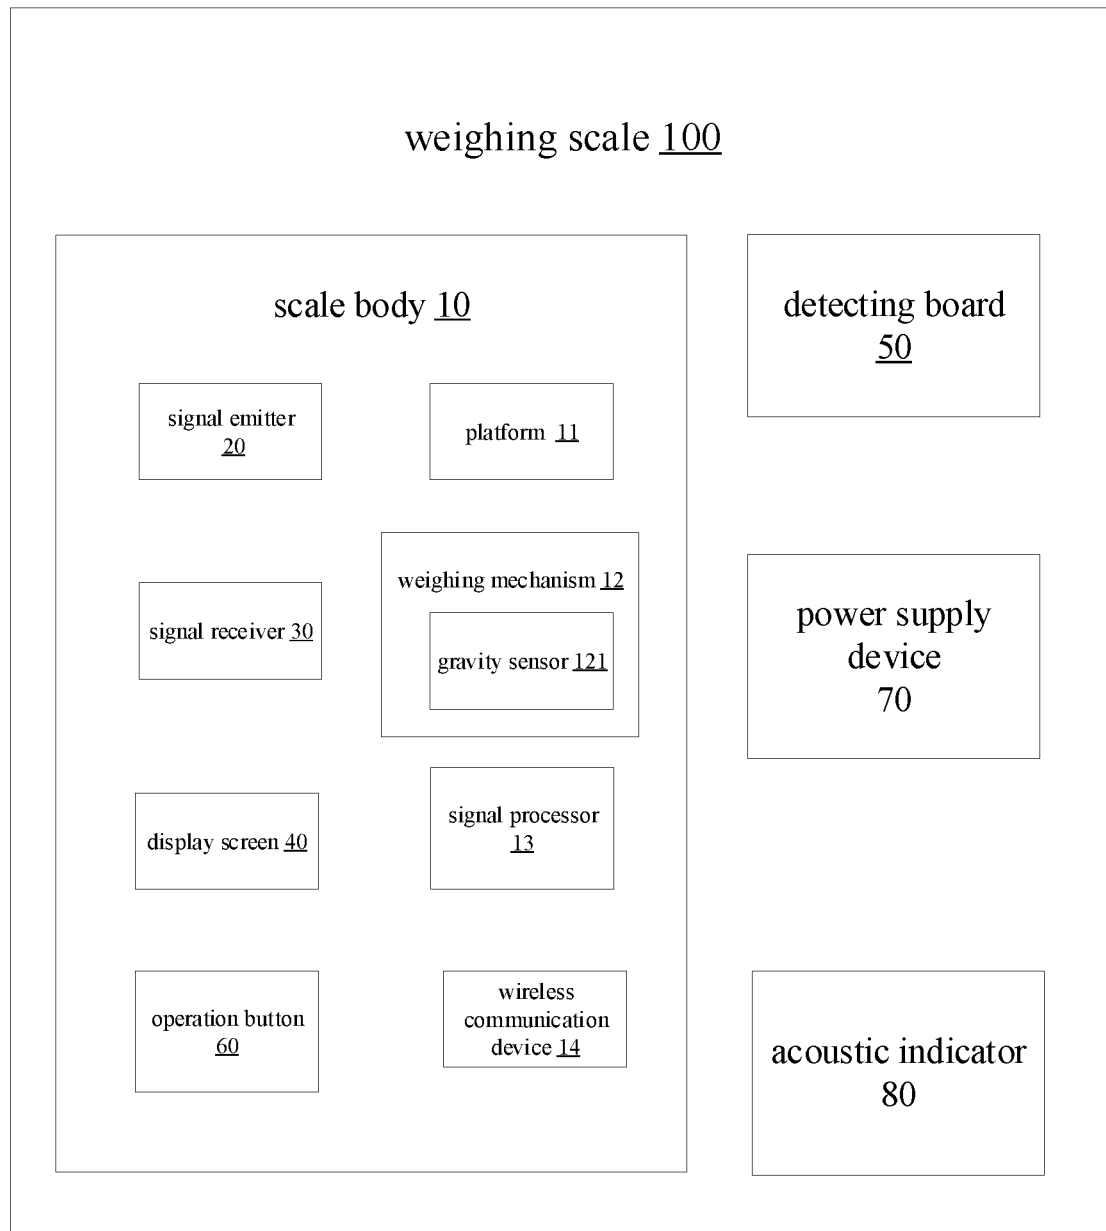 weighing scale 100
scale body 10
signal emitter
20
platform 11
signal receiver 30
weighing mechanism 12
gravity sensor 121
display screen 40
signal processor
13
operation button
60
wireless
communication
device 14
detecting board
50
power supply
device
70
acoustic indicator
80